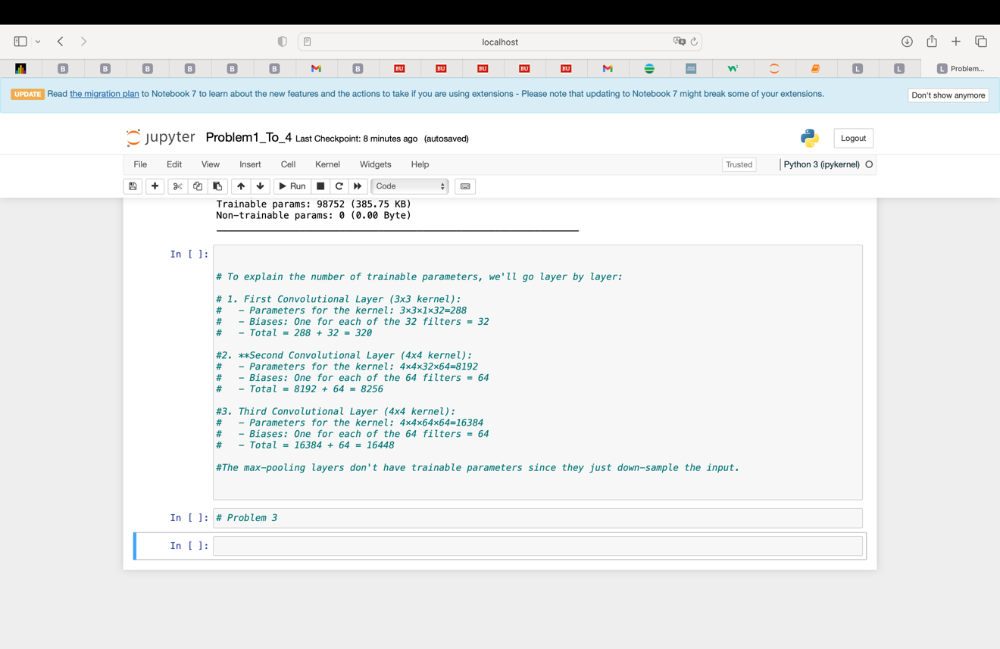 localhost
B
B
B
B
B
B
B
BU
BU
BU
BU
BU
L
L
L Problem...
UPDATE Read the migration plan to Notebook 7 to learn about the new features and the actions to take if you are using extensions - Please note that updating to Notebook 7 might break some of your extensions.
Don't show anymore
jupyter Problem1_To_4 Last Checkpoint: 8 minutes ago (autosaved)
Logout
File Edit View Insert Cell Kernel Widgets Help
Trusted
Python 3 (ipykernel)
Run
Code
Trainable params: 98752 (385.75 KB)
Non-trainable params: 0 (0.00 Byte)
In [ ]:
# To explain the number of trainable parameters, we'll go layer by layer:
# 1. First Convolutional Layer (3x3 kernel):
#   - Parameters for the kernel: 3×3×1×32=288
#   - Biases: One for each of the 32 filters = 32
#   - Total = 288 + 32 = 320
#2. **Second Convolutional Layer (4x4 kernel):
#   - Parameters for the kernel: 4×4×32×64=8192
#   - Biases: One for each of the 64 filters = 64
#   - Total = 8192 + 64 = 8256
#3. Third Convolutional Layer (4x4 kernel):
#   - Parameters for the kernel: 4×4×64×64=16384
#   - Biases: One for each of the 64 filters = 64
#   - Total = 16384 + 64 = 16448
#The max-pooling layers don't have trainable parameters since they just down-sample the input.
In [ ]: # Problem 3
In [ ]: